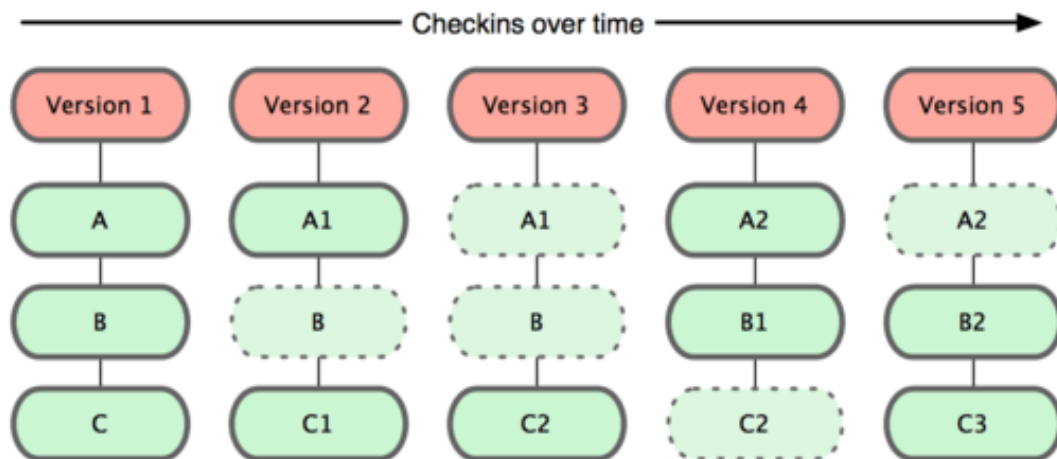 Checkins over time
Version 1 Version 2 Version 3 Version 4 Version 5
A A1 A1 A2 A2
B B B B1 B2
C C1 C2 C2 C3